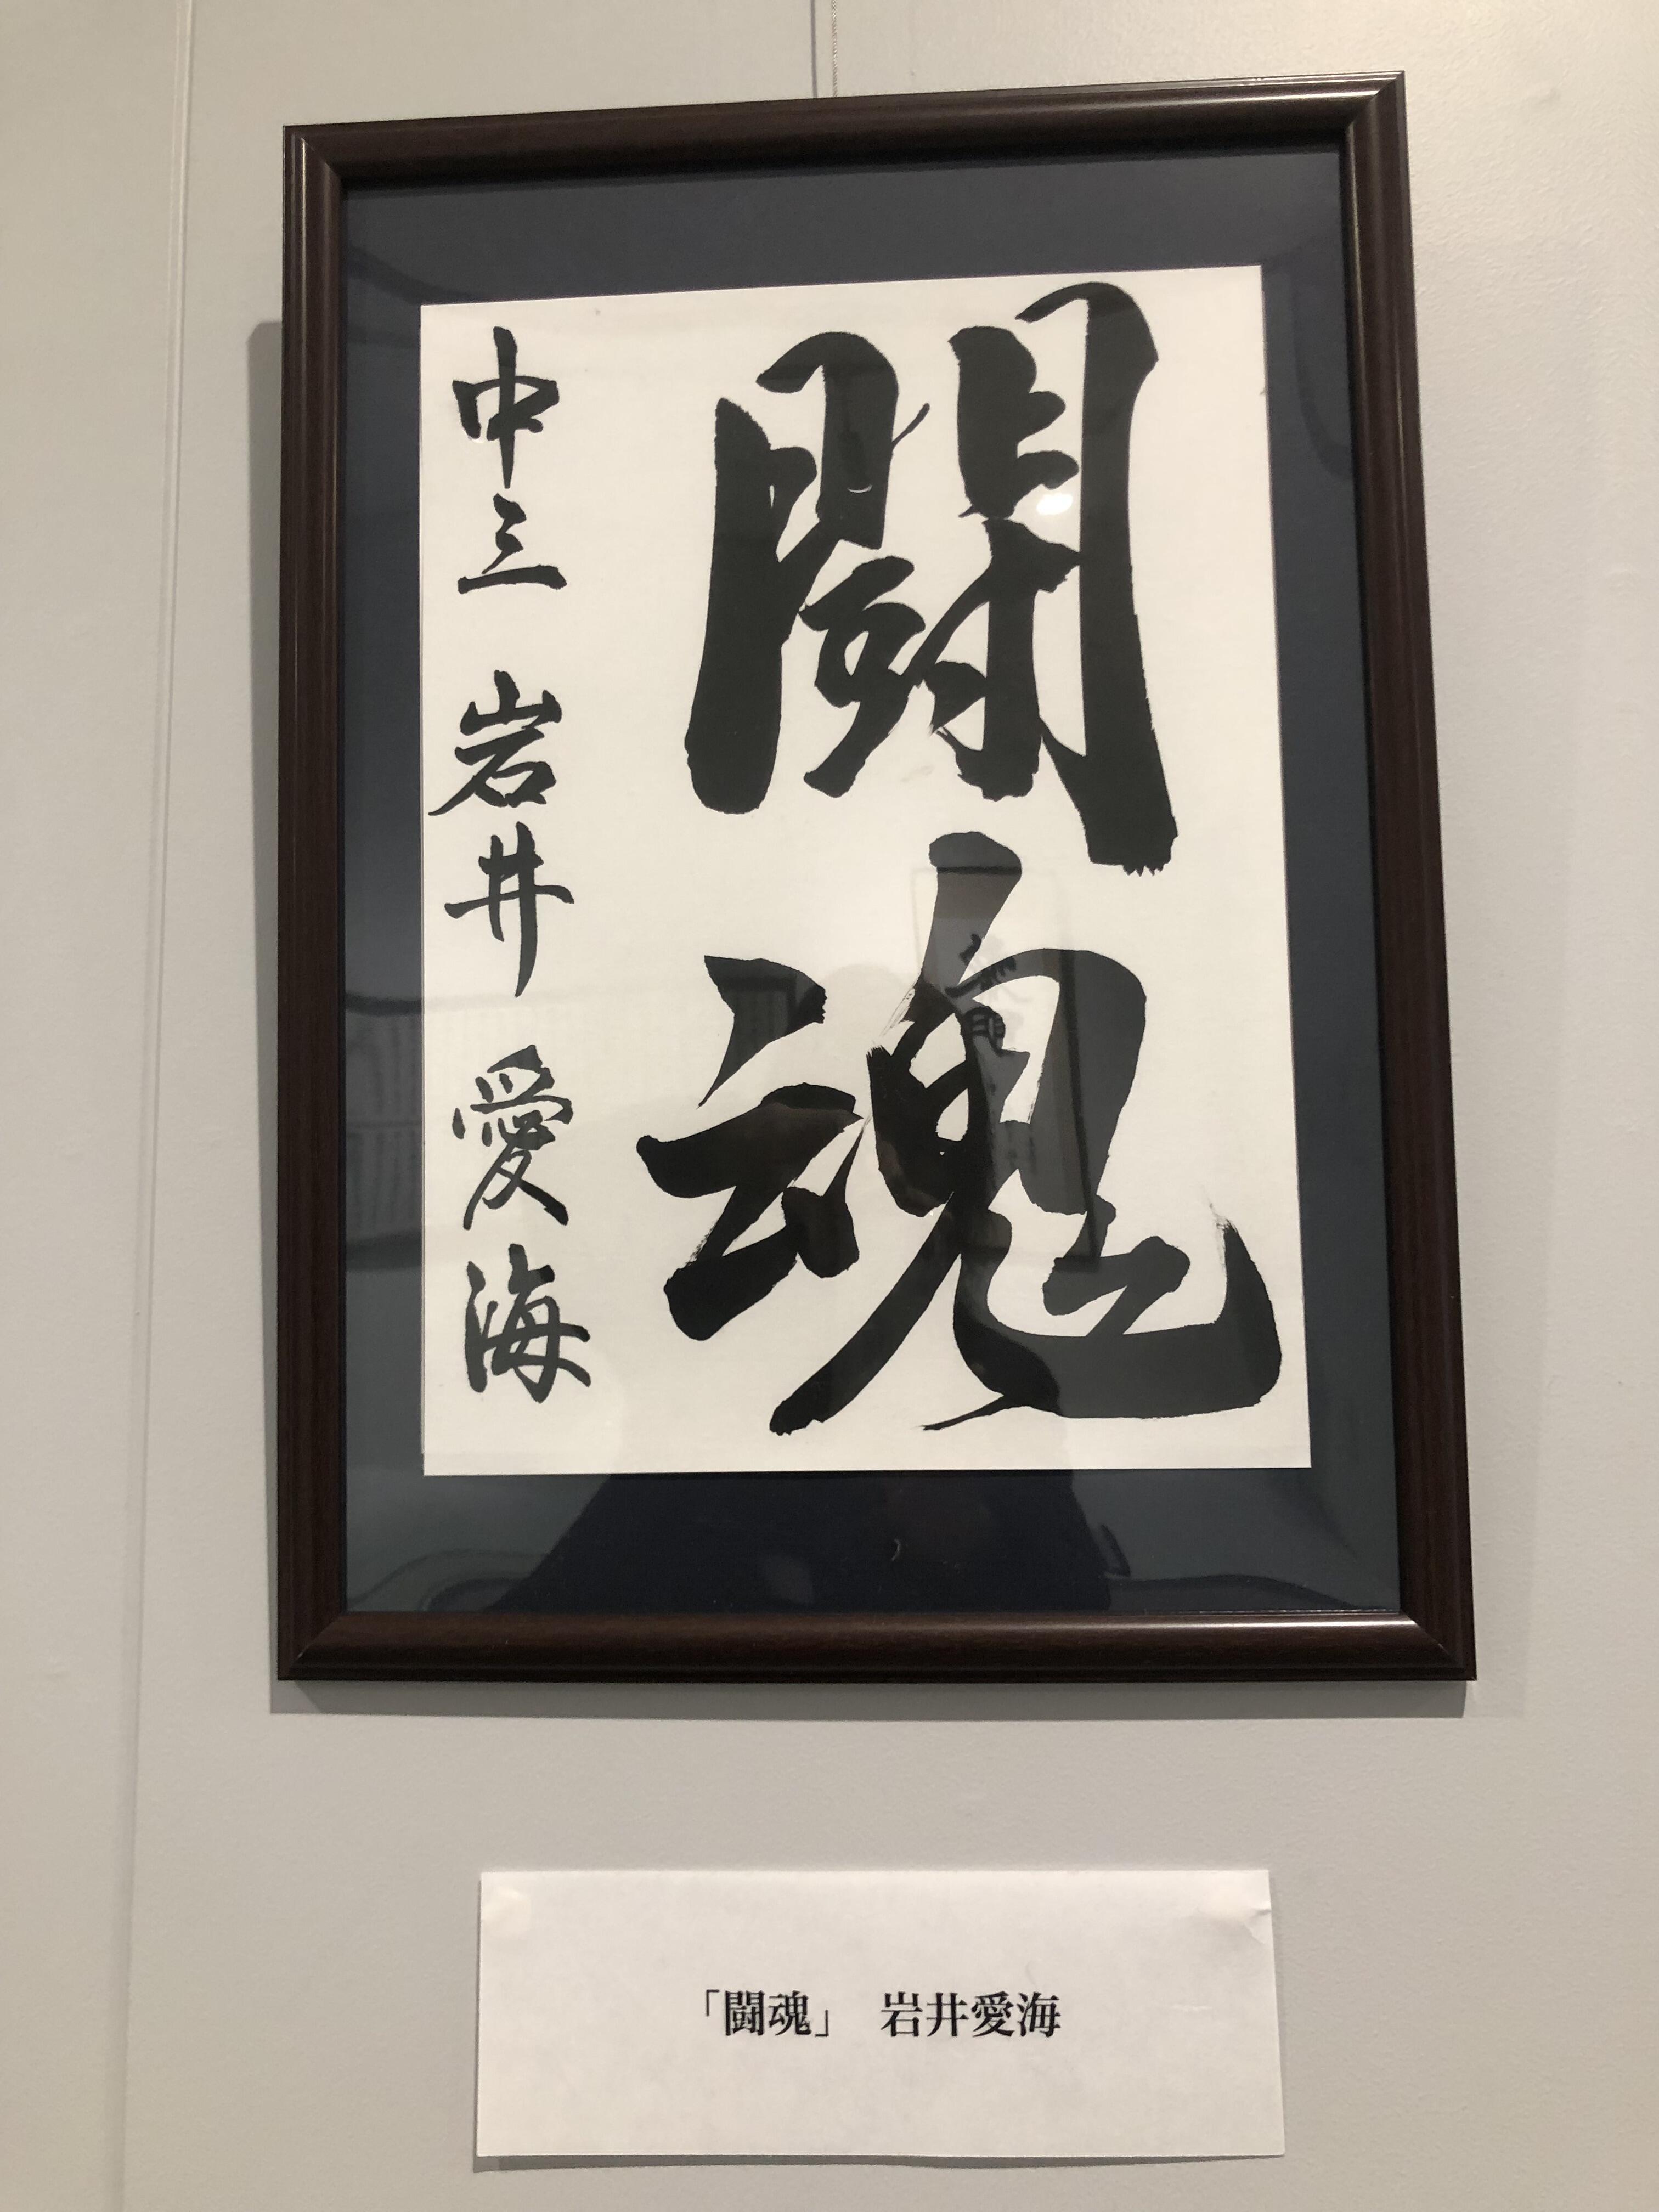 闘魂
中三 岩井 愛海
「闘魂」 岩井愛海